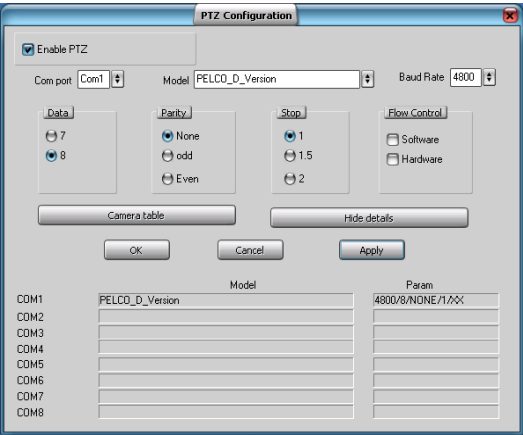 PTZ Configuration
Enable PTZ
Com port Com1 Model PELCO_D_Version Baud Rate 4800
Data Parity Stop Flow Control
7 None 1 Software
8 odd 1.5 Hardware
Even 2
Camera table Hide details
OK Cancel Apply
Model Param
COM1 PELCO_D_Version 4800/8/NONE/1/XX
COM2
COM3
COM4
COM5
COM6
COM7
COM8